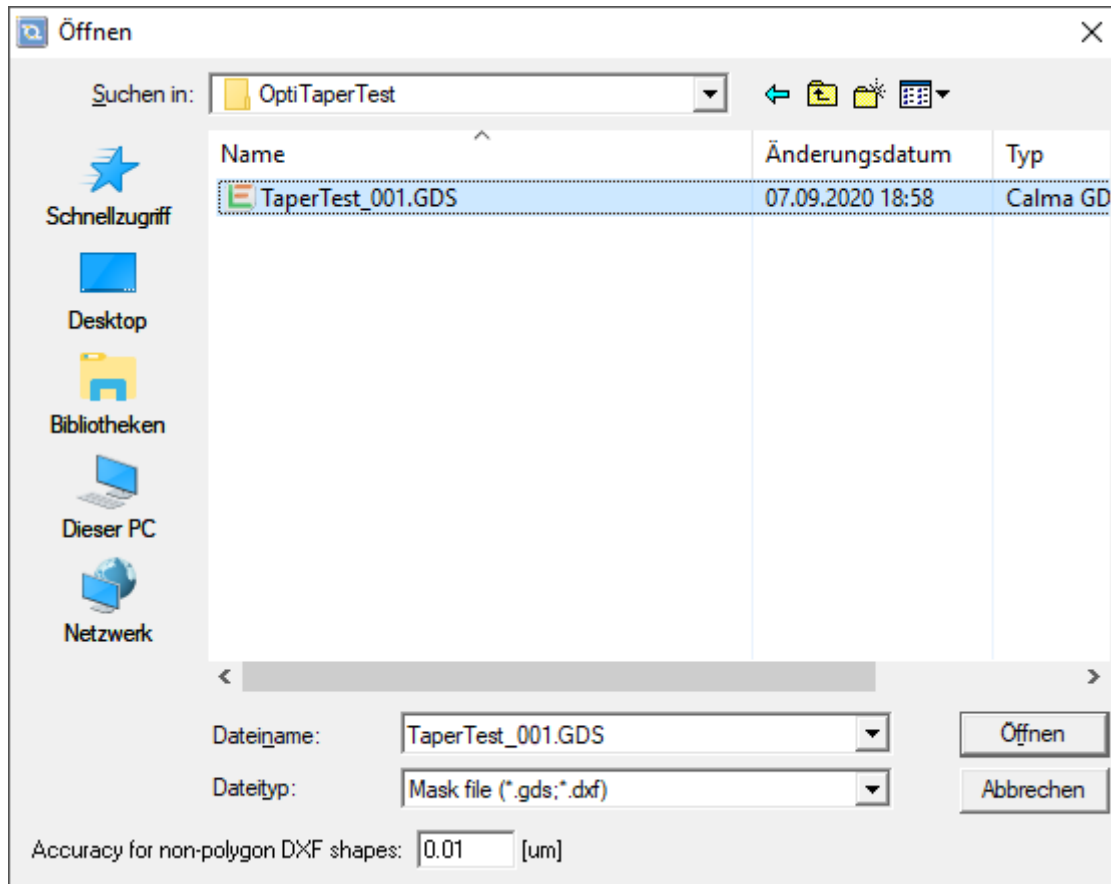 Öffnen
Suchen in: OptiTaperTest
Name Änderungsdatum Typ
TaperTest_001.GDS 07.09.2020 18:58 Calma GD
Schnellzugriff
Desktop
Bibliotheken
Dieser PC
Netzwerk
Dateiname: TaperTest_001.GDS Öffnen
Dateityp: Mask file (*.gds;*.dxf) Abbrechen
Accuracy for non-polygon DXF shapes: 0.01 [um]